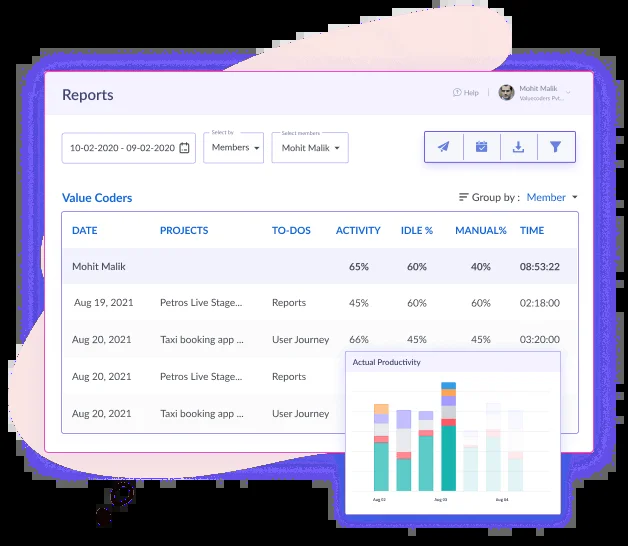 Reports
Help
Mohit Malik
Valuecoders Pvt...
Select by
Select members
10-02-2020 - 09-02-2020
Members
Mohit Malik
Value Coders
Group by : Member
DATE PROJECTS TO-DOS ACTIVITY IDLE % MANUAL% TIME
Mohit Malik 65% 60% 40% 08:53:22
Aug 19, 2021 Petros Live Stage... Reports 45% 60% 60% 02:18:00
Aug 20, 2021 Taxi booking app ... User Journey 66% 45% 45% 03:20:00
Aug 20, 2021 Petros Live Stage... Reports
Aug 20, 2021 Taxi booking app ... User Journey
Actual Productivity
Aug 02 Aug 03 Aug 04